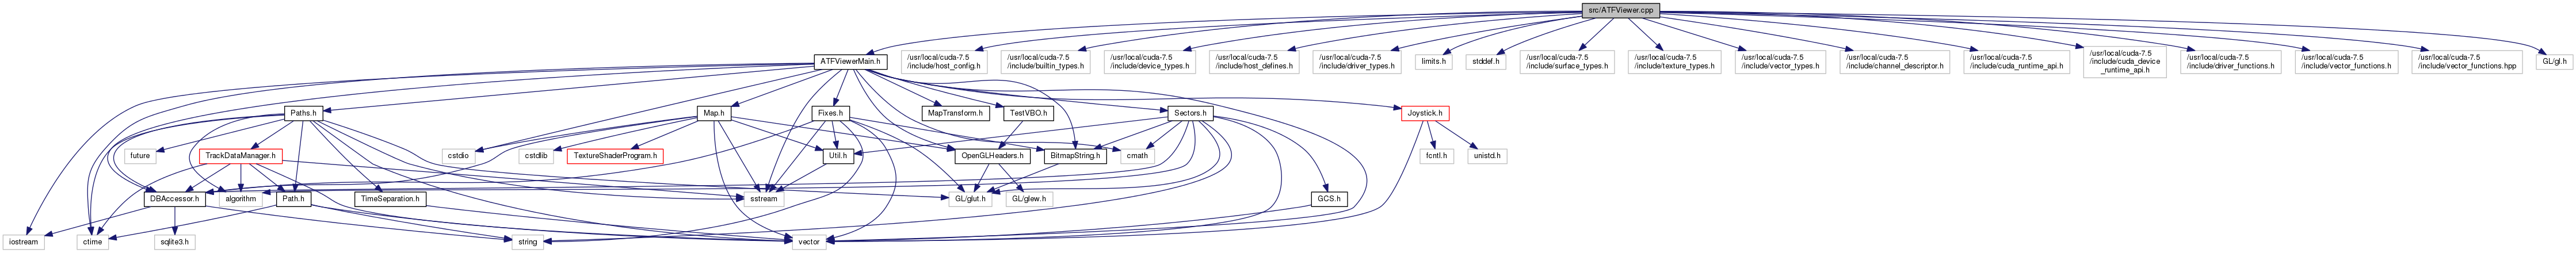 src/ATFViewer.cpp
ATFViewerMain.h
/usr/local/cuda-7.5
/include/host_config.h
/usr/local/cuda-7.5
/include/builtin_types.h
/usr/local/cuda-7.5
/include/device_types.h
/usr/local/cuda-7.5
/include/host_defines.h
/usr/local/cuda-7.5
/include/driver_types.h
limits.h
stddef.h
/usr/local/cuda-7.5
/include/surface_types.h
/usr/local/cuda-7.5
/include/texture_types.h
/usr/local/cuda-7.5
/include/vector_types.h
/usr/local/cuda-7.5
/include/channel_descriptor.h
/usr/local/cuda-7.5
/include/cuda_runtime_api.h
/usr/local/cuda-7.5
/include/cuda_device
_runtime_api.h
/usr/local/cuda-7.5
/include/driver_functions.h
/usr/local/cuda-7.5
/include/vector_functions.h
/usr/local/cuda-7.5
/include/vector_functions.hpp
GL/gl.h
Paths.h
Map.h
Fixes.h
MapTransform.h
TestVBO.h
Sectors.h
Joystick.h
future
TrackDataManager.h
cstdio
cstdlib
TextureShaderProgram.h
Util.h
OpenGLHeaders.h
BitmapString.h
cmath
fcntl.h
unistd.h
DBAccessor.h
algorithm
Path.h
TimeSeparation.h
sstream
GL/glut.h
GL/glew.h
GCS.h
iostream
ctime
sqlite3.h
string
vector